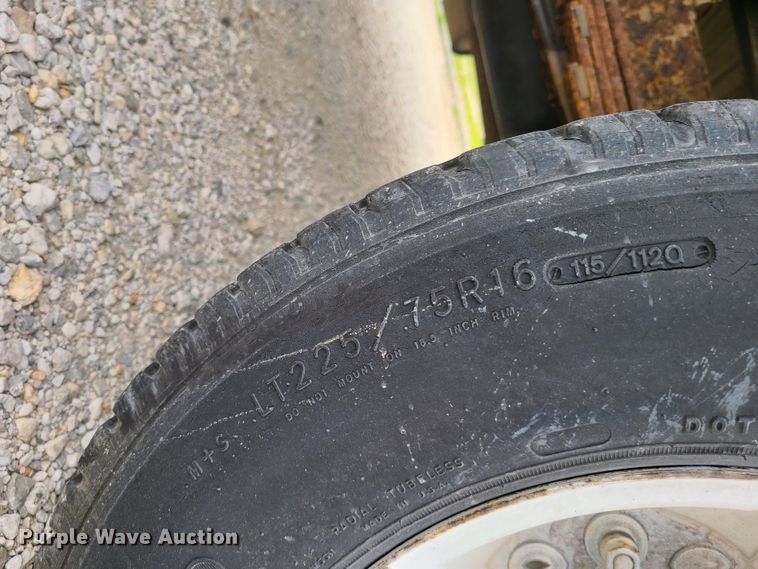 M+S LT225/75R16 115/112Q
DO NOT MOUNT ON 16.5 INCH RIM.
DOT
RADIAL TUBELESS
MADE IN U.S.A.
Purple Wave Auction